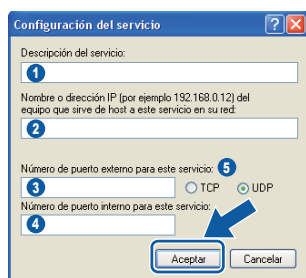 Configuración del servicio
Descripción del servicio:
1
Nombre o dirección IP (por ejemplo 192.168.0.12) del
equipo que sirve de host a este servicio en su red:
2
Número de puerto externo para este servicio: 5
3 TCP UDP
Número de puerto interno para este servicio:
4
Aceptar Cancelar